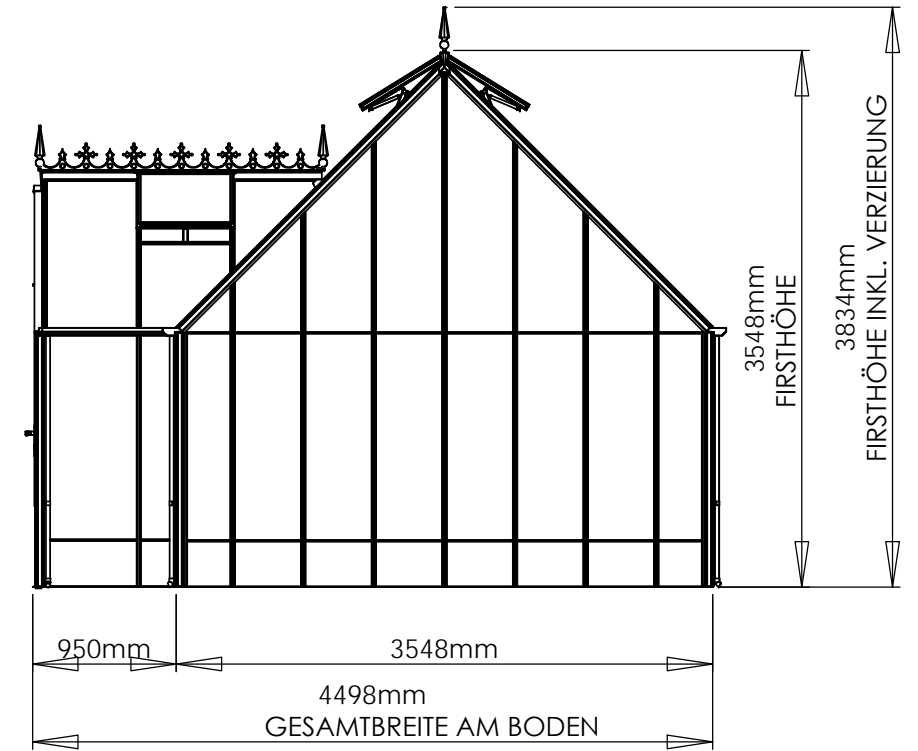 3548mm
FIRSTHÖHE
3834mm
FIRSTHÖHE INKL. VERZIERUNG
950mm
3548mm
4498mm
GESAMTBREITE AM BODEN